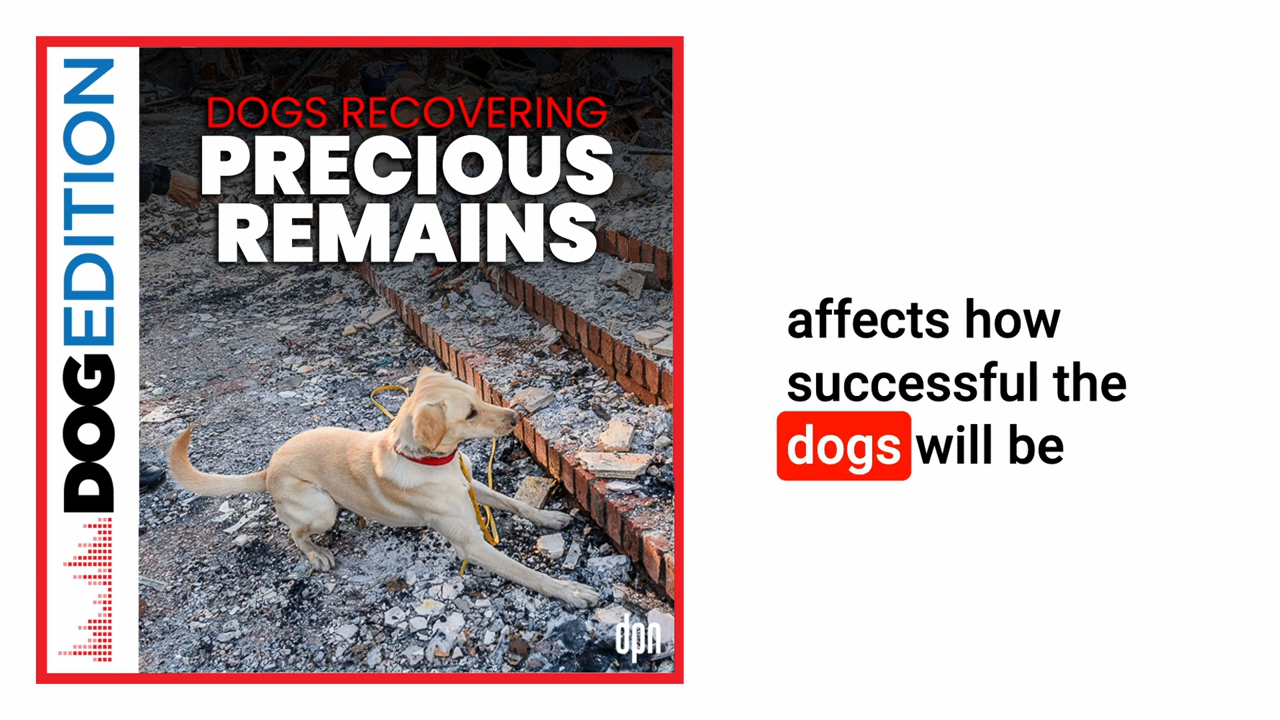 DOGEDITION
DOGS RECOVERING
PRECIOUS
REMAINS
dpn
affects how
successful the
dogs will be